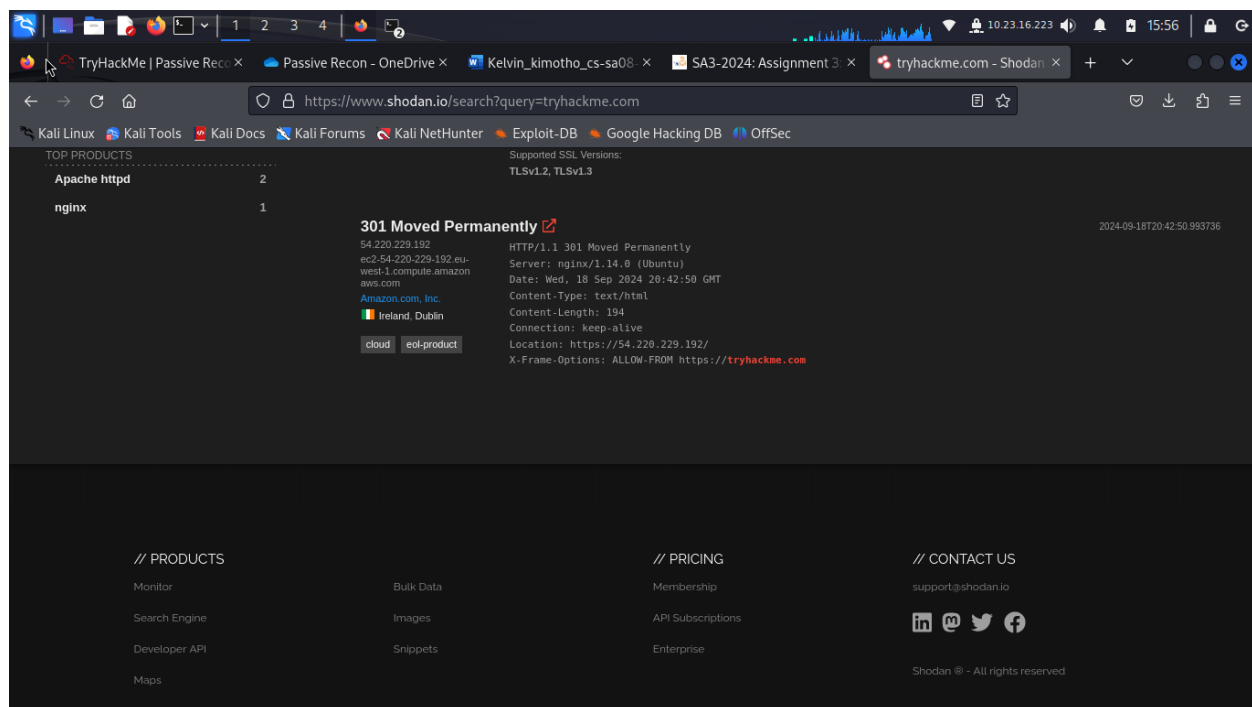 1 2 3 4 2 10.23.16.223 15:56
TryHackMe | Passive Reco Passive Recon - OneDrive Kelvin_kimotho_cs-sa08- SA3-2024: Assignment 3: tryhackme.com - Shodan
https://www.shodan.io/search?query=tryhackme.com
Kali Linux Kali Tools Kali Docs Kali Forums Kali NetHunter Exploit-DB Google Hacking DB OffSec
TOP PRODUCTS
Apache httpd 2
nginx 1
Supported SSL Versions:
TLSv1.2, TLSv1.3
301 Moved Permanently 2024-09-18T20:42:50.993736
54.220.229.192
ec2-54-220-229-192.eu-
west-1.compute.amazon
aws.com
Amazon.com, Inc.
Ireland, Dublin
cloud eol-product
HTTP/1.1 301 Moved Permanently
Server: nginx/1.14.0 (Ubuntu)
Date: Wed, 18 Sep 2024 20:42:50 GMT
Content-Type: text/html
Content-Length: 194
Connection: keep-alive
Location: https://54.220.229.192/
X-Frame-Options: ALLOW-FROM https://tryhackme.com
// PRODUCTS
Monitor
Search Engine
Developer API
Maps
Bulk Data
Images
Snippets
// PRICING
Membership
API Subscriptions
Enterprise
// CONTACT US
support@shodan.io
Shodan ® - All rights reserved